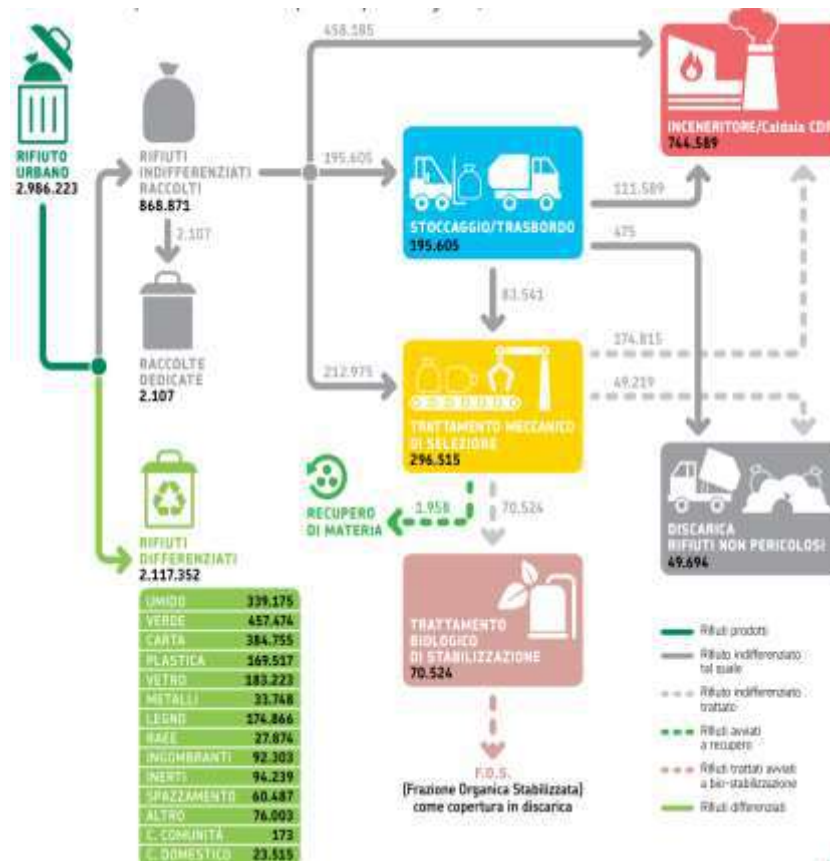 458.185
RIFIUTO
URBANO
2.986.223
RIFIUTI
INDIFFERENZIATI
RACCOLTI
868.871
195.605
STOCCAGGIO/TRASBORDO
195.605
INCENERITORE/Caldaia CDR
744.589
111.589
475
2.107
83.541
RACCOLTE
DEDICATE
2.107
212.975
TRATTAMENTO MECCANICO
DI SELEZIONE
296.515
174.815
49.219
DISCARICA
RIFIUTI NON PERICOLOSI
49.694
RECUPERO
DI MATERIA
1.958
70.524
RIFIUTI
DIFFERENZIATI
2.117.352
UMIDO 339.175
VERDE 457.474
CARTA 384.755
PLASTICA 169.517
VETRO 183.223
METALLI 33.748
LEGNO 174.866
RAEE 27.874
INGOMBRANTI 92.303
INERTI 94.239
SPAZZAMENTO 60.487
ALTRO 76.003
C. COMUNITÀ 173
C. DOMESTICO 23.515
TRATTAMENTO
BIOLOGICO
DI STABILIZZAZIONE
70.524
F.O.S.
(Frazione Organica Stabilizzata)
come copertura in discarica
Rifiuti prodotti
Rifiuto indifferenziato
tal quale
Rifiuto indifferenziato
trattato
Rifiuti avviati
a recupero
Rifiuti trattati avviati
a bio-stabilizzazione
Rifiuti differenziati